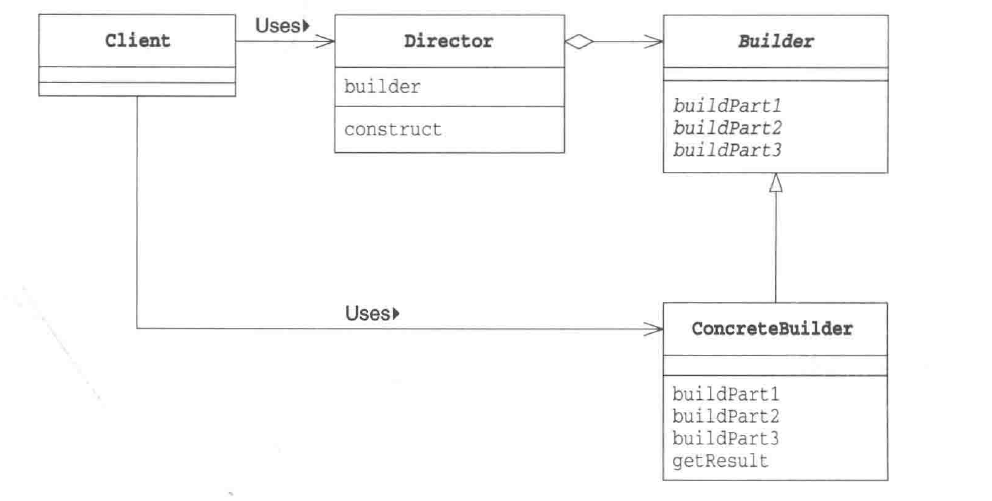 Client
Uses
Director
builder
construct
Builder
buildPart1
buildPart2
buildPart3
Uses
ConcreteBuilder
buildPart1
buildPart2
buildPart3
getResult